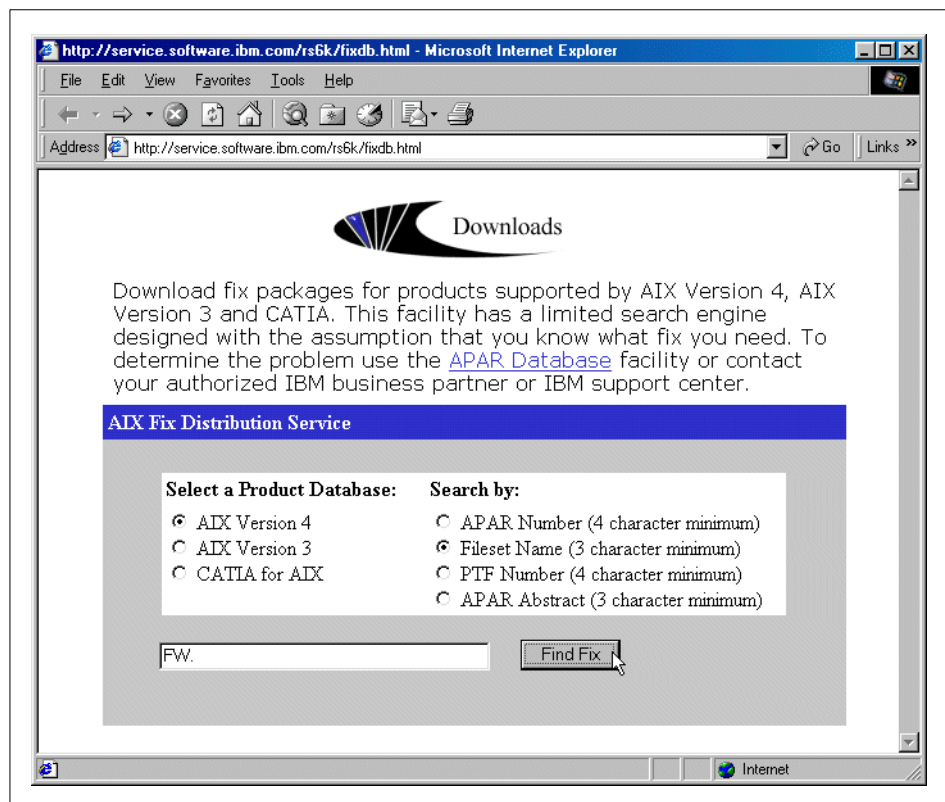 http://service.software.ibm.com/rs6k/fixdb.html - Microsoft Internet Explorer
File Edit View Favorites Tools Help
Address http://service.software.ibm.com/rs6k/fixdb.html Go Links »
Downloads
Download fix packages for products supported by AIX Version 4, AIX
Version 3 and CATIA. This facility has a limited search engine
designed with the assumption that you know what fix you need. To
determine the problem use the APAR Database facility or contact
your authorized IBM business partner or IBM support center.
AIX Fix Distribution Service
Select a Product Database: Search by:
AIX Version 4 APAR Number (4 character minimum)
AIX Version 3 Fileset Name (3 character minimum)
CATIA for AIX PTF Number (4 character minimum)
APAR Abstract (3 character minimum)
FW. Find Fix
Internet